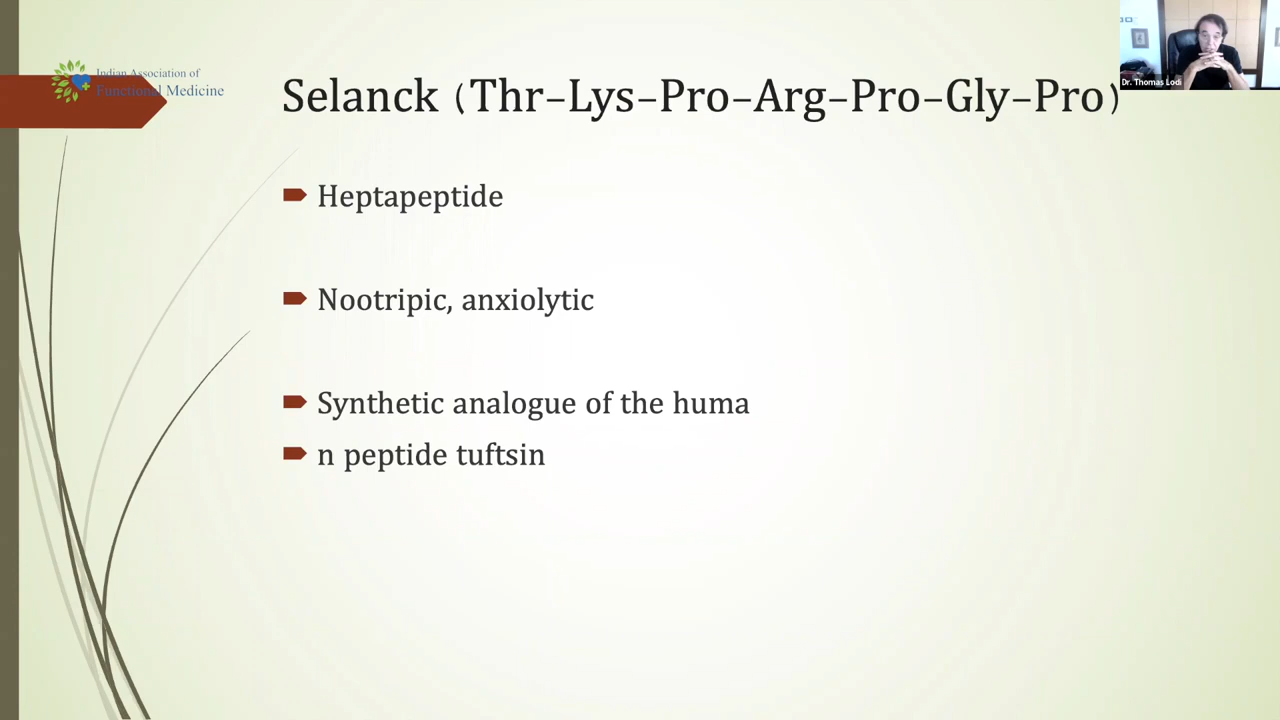 Indian Association of
Functional Medicine
Selanck (Thr–Lys–Pro–Arg–Pro–Gly–Pro)
Dr. Thomas Lodi
Heptapeptide
Nootripic, anxiolytic
Synthetic analogue of the huma
n peptide tuftsin